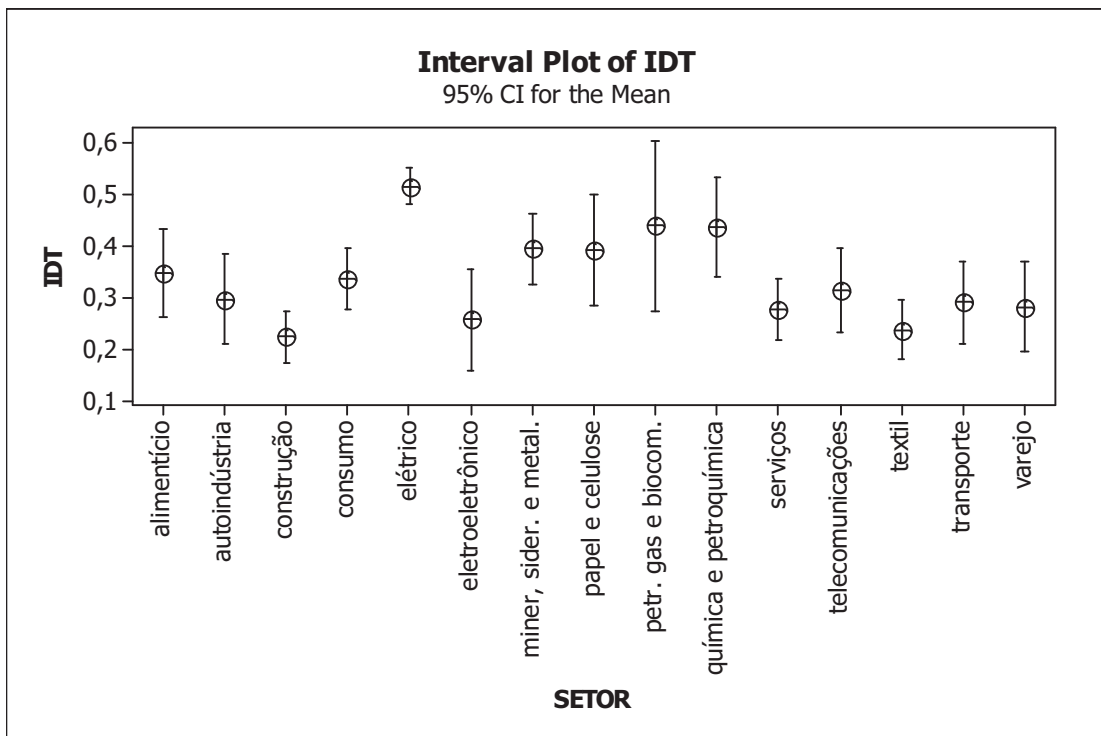 Interval Plot of IDT
95% CI for the Mean
IDT
0,6
0,5
0,4
0,3
0,2
0,1
alimentício
autoindústria
construção
consumo
elétrico
eletroeletrônico
miner, sider. e metal.
papel e celulose
petr. gas e biocom.
química e petroquímica
serviços
telecomunicações
textil
transporte
varejo
SETOR